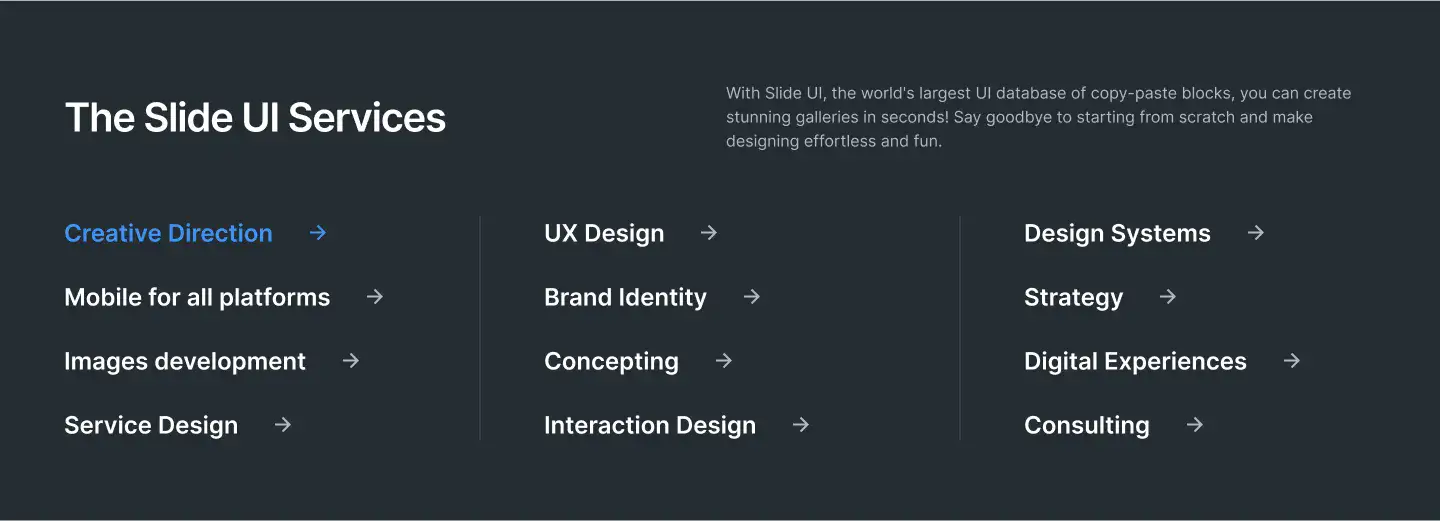 The Slide UI Services
With Slide UI, the world's largest UI database of copy-paste blocks, you can create
stunning galleries in seconds! Say goodbye to starting from scratch and make
designing effortless and fun.
Creative Direction →
Mobile for all platforms →
Images development →
Service Design →
UX Design →
Brand Identity →
Concepting →
Interaction Design →
Design Systems →
Strategy →
Digital Experiences →
Consulting →